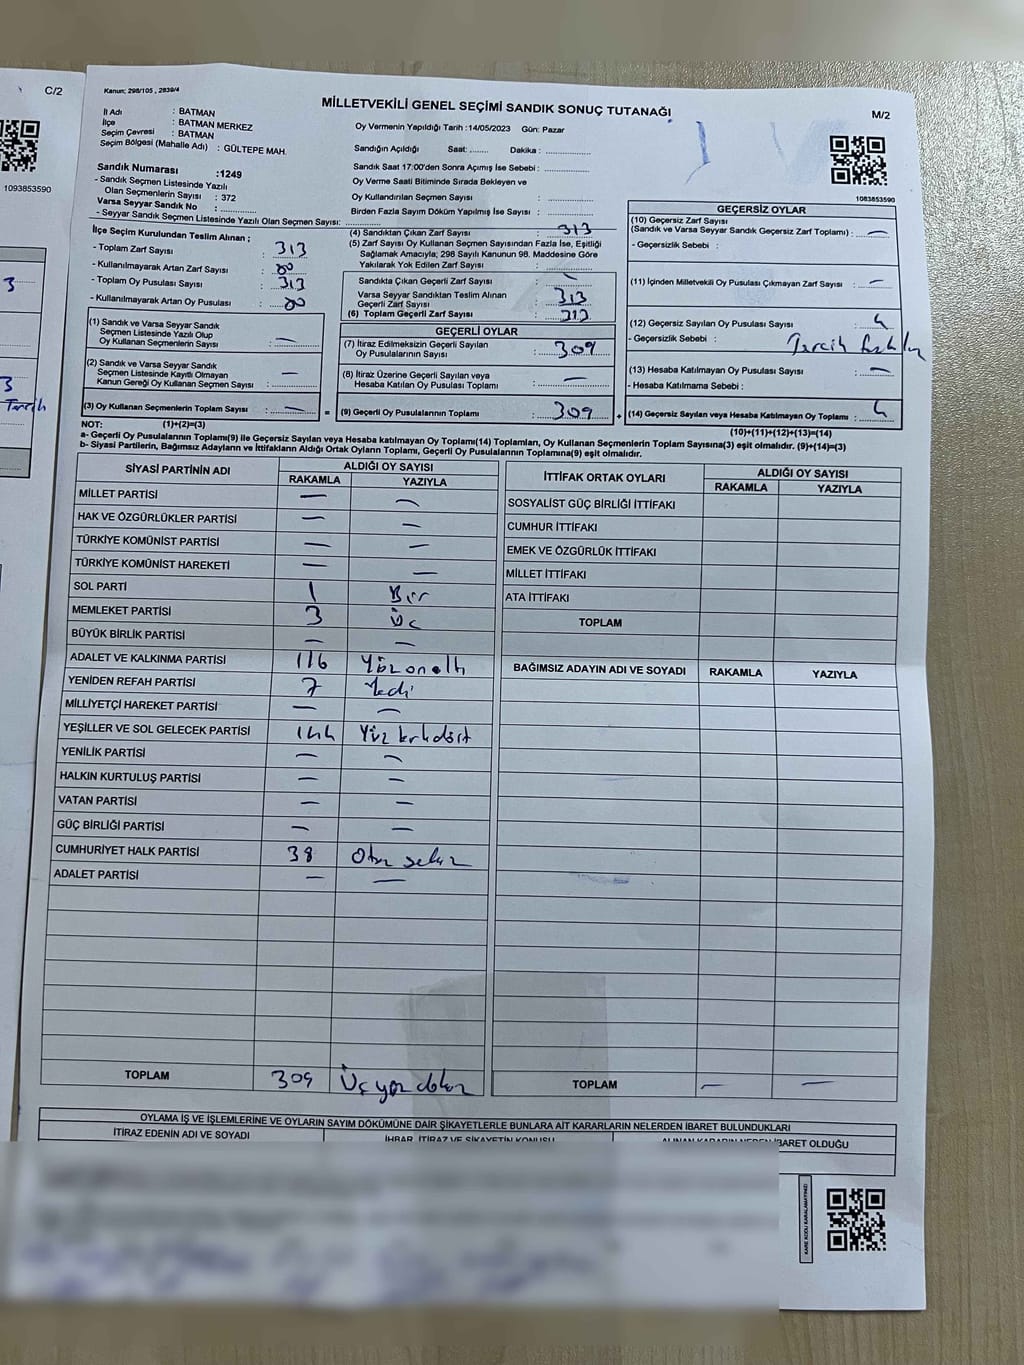 C/2
1093853590
3
3
Tercih
Kanun; 298/105 , 2839/4
MİLLETVEKİLİ GENEL SEÇİMİ SANDIK SONUÇ TUTANAĞI
M/2
İl Adı : BATMAN
İlçe : BATMAN MERKEZ
Seçim Çevresi : BATMAN
Seçim Bölgesi (Mahalle Adı) : GÜLTEPE MAH.
Sandık Numarası :1249
- Sandık Seçmen Listesinde Yazılı
Olan Seçmenlerin Sayısı : 372
Varsa Seyyar Sandık No :
- Seyyar Sandık Seçmen Listesinde Yazılı Olan Seçmen Sayısı:
Oy Vermenin Yapıldığı Tarih :14/05/2023 Gün: Pazar
Sandığın Açıldığı Saat: Dakika :
Sandık Saat 17:00'den Sonra Açımış İse Sebebi :
Oy Verme Saati Bitiminde Sırada Bekleyen ve
Oy Kullandırılan Seçmen Sayısı :
Birden Fazla Sayım Döküm Yapılmış İse Sayısı :
1093853590
İlçe Seçim Kurulundan Teslim Alınan ;
- Toplam Zarf Sayısı : 313
- Kullanılmayarak Artan Zarf Sayısı : 00
- Toplam Oy Pusulası Sayısı : 313
- Kullanılmayarak Artan Oy Pusulası : 00
(1) Sandık ve Varsa Seyyar Sandık
Seçmen Listesinde Yazılı Olup
Oy Kullanan Seçmenlerin Sayısı : —
(2) Sandık ve Varsa Seyyar Sandık
Seçmen Listesinde Kayıtlı Olmayan
Kanun Gereği Oy Kullanan Seçmen Sayısı : —
(3) Oy Kullanan Seçmenlerin Toplam Sayısı : —
(1)+(2)=(3)
(4) Sandıktan Çıkan Zarf Sayısı : 313
(5) Zarf Sayısı Oy Kullanan Seçmen Sayısından Fazla İse, Eşitliği
Sağlamak Amacıyla; 298 Sayılı Kanunun 98. Maddesine Göre
Yakılarak Yok Edilen Zarf Sayısı :
Sandıkta Çıkan Geçerli Zarf Sayısı : —
Varsa Seyyar Sandıktan Teslim Alınan
Geçerli Zarf Sayısı : 313
(6) Toplam Geçerli Zarf Sayısı : 313
GEÇERLİ OYLAR
(7) İtiraz Edilmeksizin Geçerli Sayılan
Oy Pusulalarının Sayısı : 309
(8) İtiraz Üzerine Geçerli Sayılan veya
Hesaba Katılan Oy Pusulası Toplamı : —
= (9) Geçerli Oy Pusulalarının Toplamı : 309
GEÇERSİZ OYLAR
(10) Geçersiz Zarf Sayısı
(Sandık ve Varsa Seyyar Sandık Geçersiz Zarf Toplamı) : —
- Geçersizlik Sebebi :
(11) İçinden Milletvekili Oy Pusulası Çıkmayan Zarf Sayısı : —
(12) Geçersiz Sayılan Oy Pusulası Sayısı : 4
- Geçersizlik Sebebi : Tercih
(13) Hesaba Katılmayan Oy Pusulası Sayısı : —
- Hesaba Katılmama Sebebi :
+ (14) Geçersiz Sayılan veya Hesaba Katılmayan Oy Toplamı : 4
(10)+(11)+(12)+(13)=(14)
NOT:
a- Geçerli Oy Pusulalarının Toplamı(9) ile Geçersiz Sayılan veya Hesaba katılmayan Oy Toplamı(14) Toplamları, Oy Kullanan Seçmenlerin Toplam Sayısına(3) eşit olmalıdır. (9)+(14)=(3)
b- Siyasi Partilerin, Bağımsız Adayların ve İttifakların Aldığı Ortak Oyların Toplamı, Geçerli Oy Pusulalarının Toplamına(9) eşit olmalıdır.
SİYASİ PARTİNİN ADI ALDIĞI OY SAYISI
RAKAMLA YAZIYLA
MİLLET PARTİSİ — —
HAK VE ÖZGÜRLÜKLER PARTİSİ — —
TÜRKİYE KOMÜNİST PARTİSİ — —
TÜRKİYE KOMÜNİST HAREKETİ — —
SOL PARTİ 1 Bir
MEMLEKET PARTİSİ 3 Üç
BÜYÜK BİRLİK PARTİSİ — —
ADALET VE KALKINMA PARTİSİ 116 Yüz on altı
YENİDEN REFAH PARTİSİ 7 Yedi
MİLLİYETÇİ HAREKET PARTİSİ — —
YEŞİLLER VE SOL GELECEK PARTİSİ 144 Yüz kırk dört
YENİLİK PARTİSİ — —
HALKIN KURTULUŞ PARTİSİ — —
VATAN PARTİSİ — —
GÜÇ BİRLİĞİ PARTİSİ — —
CUMHURİYET HALK PARTİSİ 38 Otuz sekiz
ADALET PARTİSİ — —
TOPLAM 309 Üç yüz dokuz
İTTİFAK ORTAK OYLARI ALDIĞI OY SAYISI
RAKAMLA YAZIYLA
SOSYALİST GÜÇ BİRLİĞİ İTTİFAKI
CUMHUR İTTİFAKI
EMEK VE ÖZGÜRLÜK İTTİFAKI
MİLLET İTTİFAKI
ATA İTTİFAKI
TOPLAM
BAĞIMSIZ ADAYIN ADI VE SOYADI RAKAMLA YAZIYLA
TOPLAM — —
OYLAMA İŞ VE İŞLEMLERİNE VE OYLARIN SAYIM DÖKÜMÜNE DAİR ŞİKAYETLERLE BUNLARA AİT KARARLARIN NELERDEN İBARET BULUNDUKLARI
İTİRAZ EDENİN ADI VE SOYADI İHBAR, İTİRAZ VE ŞİKAYETİN KONUSU ALINAN KARARIN NEDEN İBARET OLDUĞU
KARE KODU KARALAMAYINIZ!